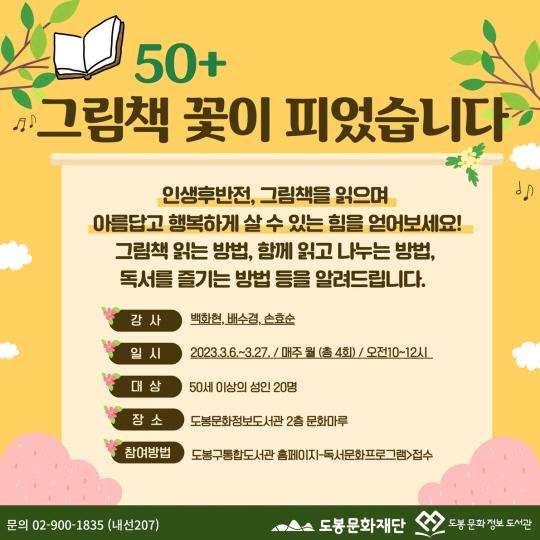 50+
그림책 꽃이 피었습니다
인생후반전, 그림책을 읽으며
아름답고 행복하게 살 수 있는 힘을 얻어보세요!
그림책 읽는 방법, 함께 읽고 나누는 방법,
독서를 즐기는 방법 등을 알려드립니다.
강 사 백화현, 배수경, 손효순
일 시 2023.3.6.~3.27. / 매주 월 (총 4회) / 오전10~12시
대 상 50세 이상의 성인 20명
장 소 도봉문화정보도서관 2층 문화마루
참여방법 도봉구통합도서관 홈페이지-독서문화프로그램>접수
문의 02-900-1835 (내선207) 도봉문화재단 도봉 문화 정보 도서관